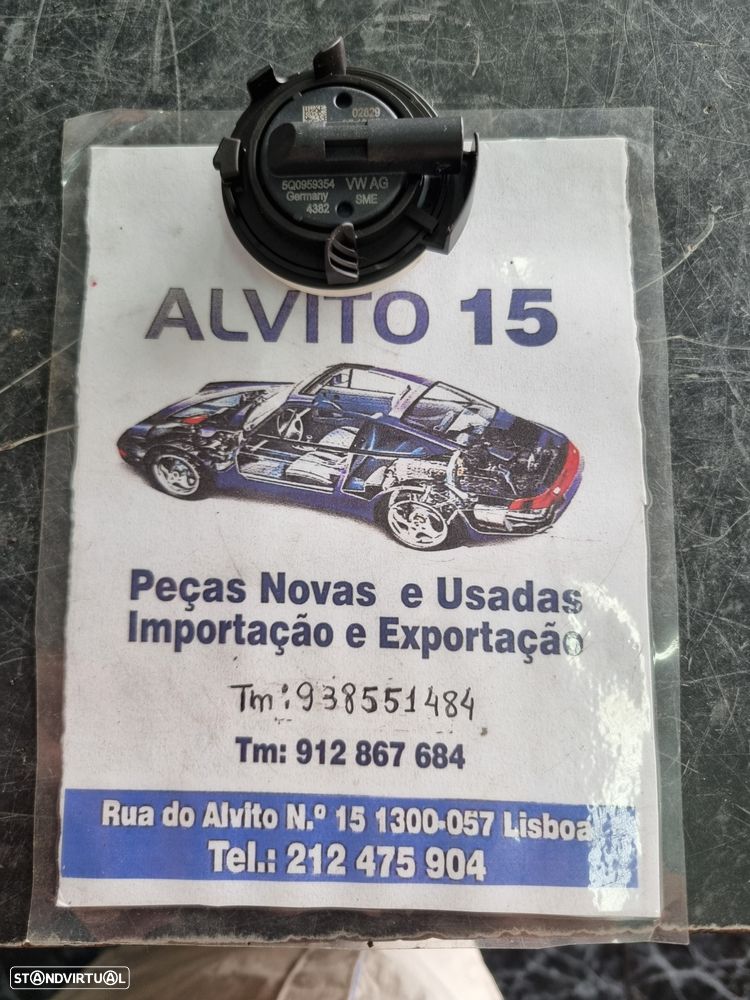 02829
5Q0959354 VW AG
Germany SME
4382
ALVITO 15
Peças Novas e Usadas
Importação e Exportação
Tm: 938551484
Tm: 912 867 684
Rua do Alvito N.º 15 1300-057 Lisboa
Tel.: 212 475 904
STANDVIRTUAL